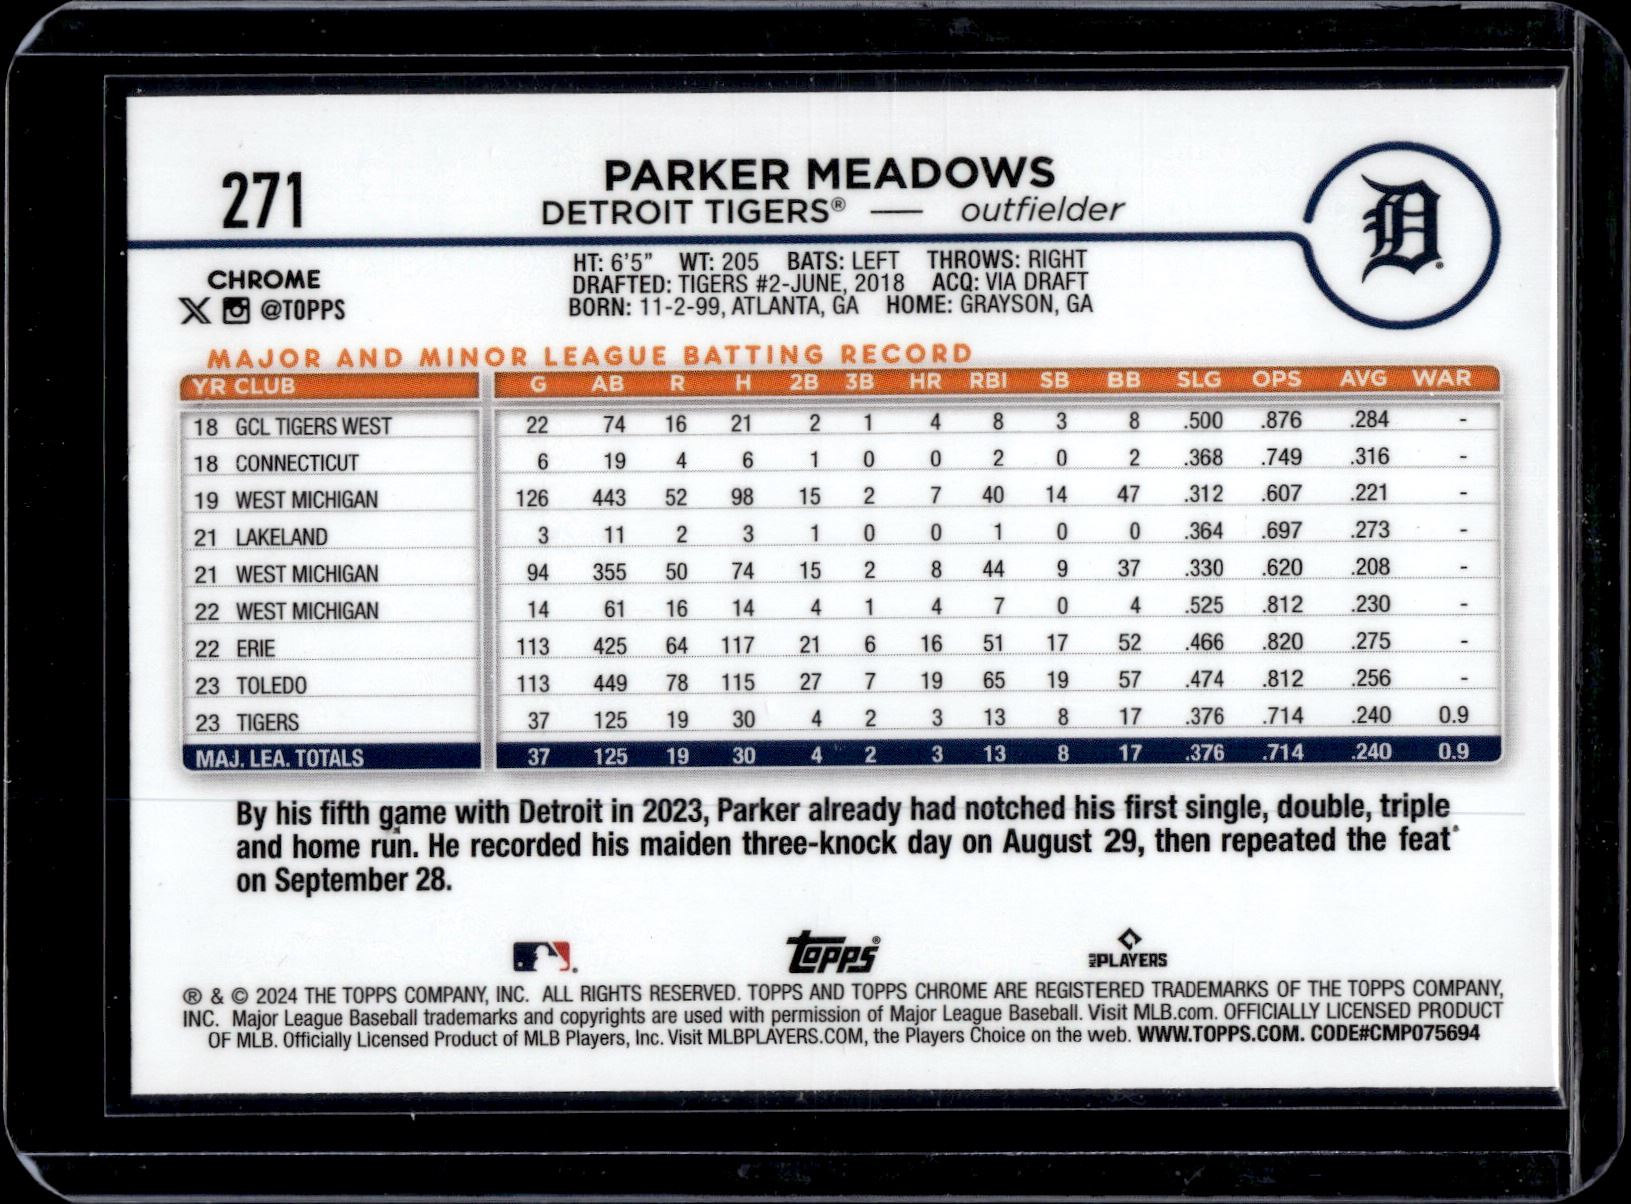 271
PARKER MEADOWS
DETROIT TIGERS® — outfielder
D
CHROME
@TOPPS
HT: 6'5" WT: 205 BATS: LEFT THROWS: RIGHT
DRAFTED: TIGERS #2-JUNE, 2018 ACQ: VIA DRAFT
BORN: 11-2-99, ATLANTA, GA HOME: GRAYSON, GA
MAJOR AND MINOR LEAGUE BATTING RECORD
YR CLUB G AB R H 2B 3B HR RBI SB BB SLG OPS AVG WAR
18 GCL TIGERS WEST 22 74 16 21 2 1 4 8 3 8 .500 .876 .284 -
18 CONNECTICUT 6 19 4 6 1 0 0 2 0 2 .368 .749 .316 -
19 WEST MICHIGAN 126 443 52 98 15 2 7 40 14 47 .312 .607 .221 -
21 LAKELAND 3 11 2 3 1 0 0 1 0 0 .364 .697 .273 -
21 WEST MICHIGAN 94 355 50 74 15 2 8 44 9 37 .330 .620 .208 -
22 WEST MICHIGAN 14 61 16 14 4 1 4 7 0 4 .525 .812 .230 -
22 ERIE 113 425 64 117 21 6 16 51 17 52 .466 .820 .275 -
23 TOLEDO 113 449 78 115 27 7 19 65 19 57 .474 .812 .256 -
23 TIGERS 37 125 19 30 4 2 3 13 8 17 .376 .714 .240 0.9
MAJ. LEA. TOTALS 37 125 19 30 4 2 3 13 8 17 .376 .714 .240 0.9
By his fifth game with Detroit in 2023, Parker already had notched his first single, double, triple
and home run. He recorded his maiden three-knock day on August 29, then repeated the feat
on September 28.
Topps®
MLB PLAYERS
® & © 2024 THE TOPPS COMPANY, INC. ALL RIGHTS RESERVED. TOPPS AND TOPPS CHROME ARE REGISTERED TRADEMARKS OF THE TOPPS COMPANY,
INC. Major League Baseball trademarks and copyrights are used with permission of Major League Baseball. Visit MLB.com. OFFICIALLY LICENSED PRODUCT
OF MLB. Officially Licensed Product of MLB Players, Inc. Visit MLBPLAYERS.COM, the Players Choice on the web. WWW.TOPPS.COM. CODE#CMP075694